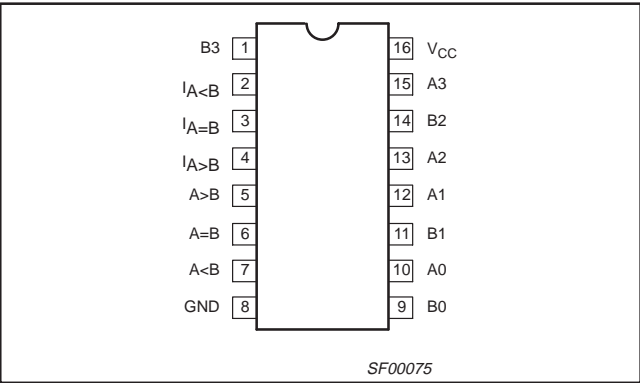 B3 1 16 VCC
IA<B 2 15 A3
IA=B 3 14 B2
IA>B 4 13 A2
A>B 5 12 A1
A=B 6 11 B1
A<B 7 10 A0
GND 8 9 B0
SF00075